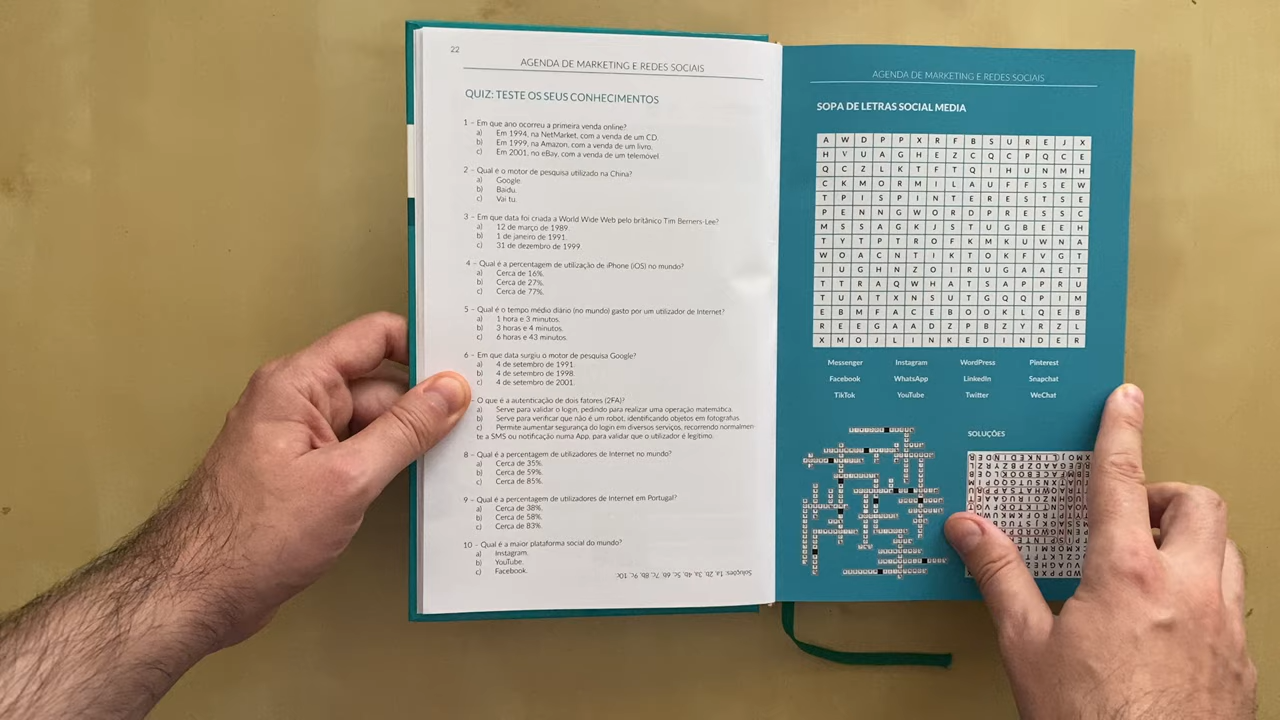 22
AGENDA DE MARKETING E REDES SOCIAIS
QUIZ: TESTE OS SEUS CONHECIMENTOS
1 – Em que ano ocorreu a primeira venda online?
a) Em 1994, na NetMarket, com a venda de um CD.
b) Em 1999, na Amazon, com a venda de um livro.
c) Em 2001, no eBay, com a venda de um telemóvel
2 – Qual é o motor de pesquisa utilizado na China?
a) Google.
b) Baidu.
c) Vai tu.
3 – Em que data foi criada a World Wide Web pelo britânico Tim Berners-Lee?
a) 12 de março de 1989.
b) 1 de janeiro de 1991.
c) 31 de dezembro de 1999
4 – Qual é a percentagem de utilização de iPhone (iOS) no mundo?
a) Cerca de 16%.
b) Cerca de 27%.
c) Cerca de 77%.
5 – Qual é o tempo médio diário (no mundo) gasto por um utilizador de Internet?
a) 1 hora e 3 minutos.
b) 3 horas e 4 minutos.
c) 6 horas e 43 minutos.
6 – Em que data surgiu o motor de pesquisa Google?
a) 4 de setembro de 1991.
b) 4 de setembro de 1998.
c) 4 de setembro de 2001.
– O que é a autenticação de dois fatores (2FA)?
a) Serve para validar o login, pedindo para realizar uma operação matemática.
b) Serve para verificar que não é um robot, identificando objetos em fotografias.
c) Permite aumentar segurança do login em diversos serviços, recorrendo normalmen-
te a SMS ou notificação numa App, para validar que o utilizador é legítimo.
8 – Qual é a percentagem de utilizadores de Internet no mundo?
a) Cerca de 35%.
b) Cerca de 59%.
c) Cerca de 85%.
9 – Qual é a percentagem de utilizadores de Internet em Portugal?
a) Cerca de 38%.
b) Cerca de 58%.
c) Cerca de 83%.
10 – Qual é a maior plataforma social do mundo?
a) Instagram.
b) YouTube.
c) Facebook.
Soluções: 1a, 2b, 3a, 4b, 5c, 6b, 7c, 8b, 9c, 10c
AGENDA DE MARKETING E REDES SOCIAIS
SOPA DE LETRAS SOCIAL MEDIA
A W D P P X R F B S U R E J X
H V U A G H E Z C Q C P Q C E
Q C Z L K T F T Q I H U N M H
C K M O R M I L A U F F S E W
T P I S P I N T E R E S T S E
P E N N G W O R D P R E S S C
M S S A G K J S T U G B E E H
T Y T P T R O F K M K U W N A
W O A C N T I K T O K F V G T
I U G H N Z O I R U G A A E T
T T R A Q W H A T S A P P R U
T U A T X N S U T G Q Q P I M
E B M F A C E B O O K L Q E B
R E E G A A D Z P B Z Y R Z L
X M O J L I N K E D I N D E R
Messenger Instagram WordPress Pinterest
Facebook WhatsApp LinkedIn Snapchat
TikTok YouTube Twitter WeChat
SOLUÇÕES